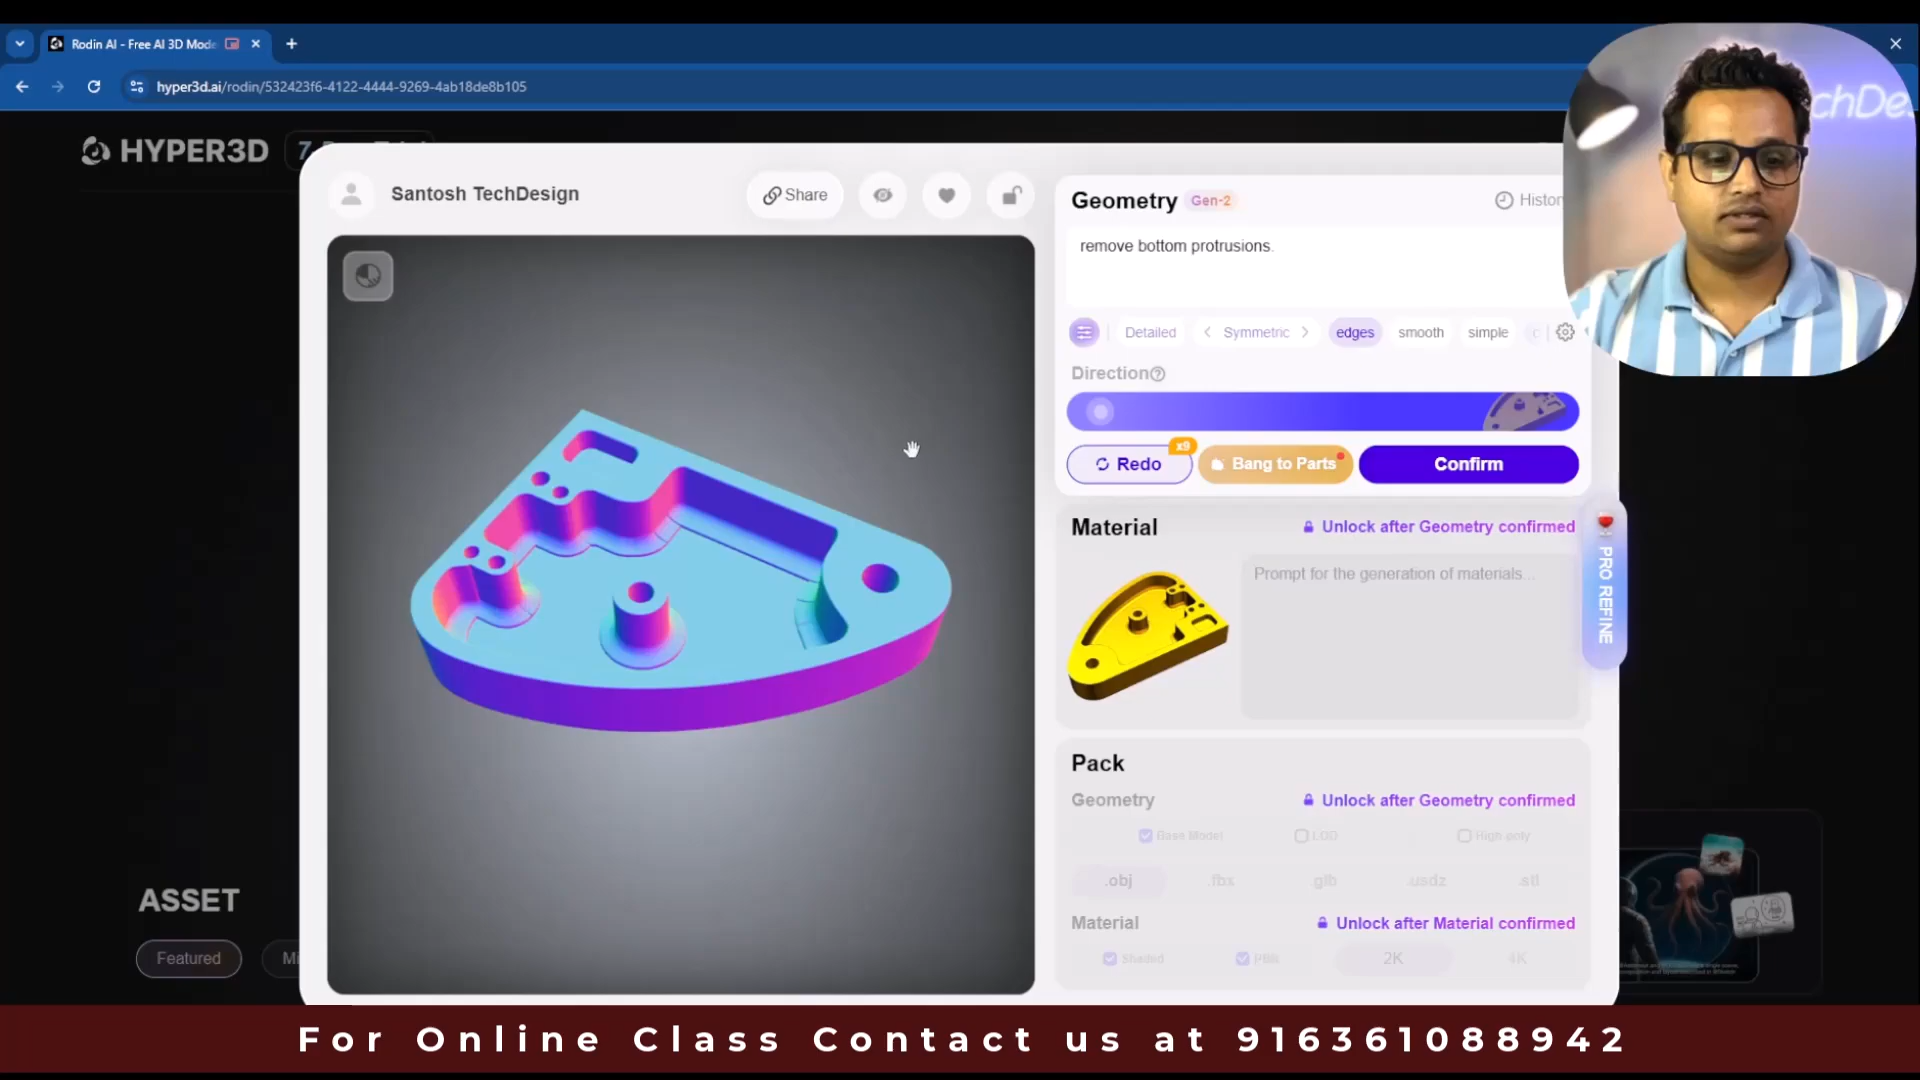 Rodin AI - Free AI 3D Mode
hyper3d.ai/rodin/532423f6-4122-4444-9269-4ab18de8b105
HYPER3D
Santosh TechDesign
Share
Geometry Gen-2
Histor
remove bottom protrusions.
Detailed
Symmetric
edges
smooth
simple
Direction
x9
Redo
Bang to Parts
Confirm
Material
Unlock after Geometry confirmed
Prompt for the generation of materials...
PRO REFINE
Pack
Geometry
Unlock after Geometry confirmed
Base Model
LOD
High poly
.obj
.fbx
.glb
.usdz
.stl
Material
Unlock after Material confirmed
Shaded
PBR
2K
4K
ASSET
Featured
For Online Class Contact us at 916361088942